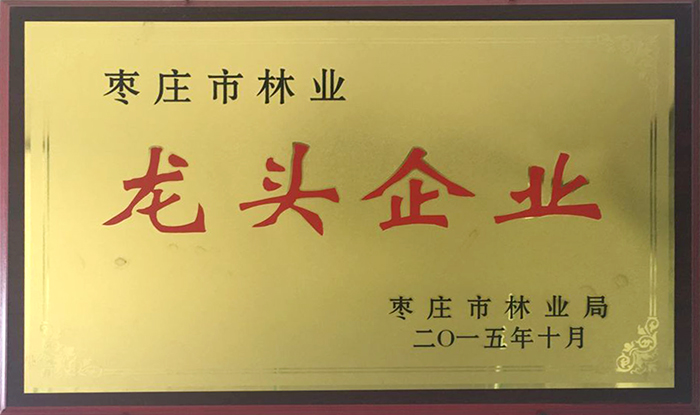 枣庄市林业
龙头企业
枣庄市林业局
二〇一五年十月